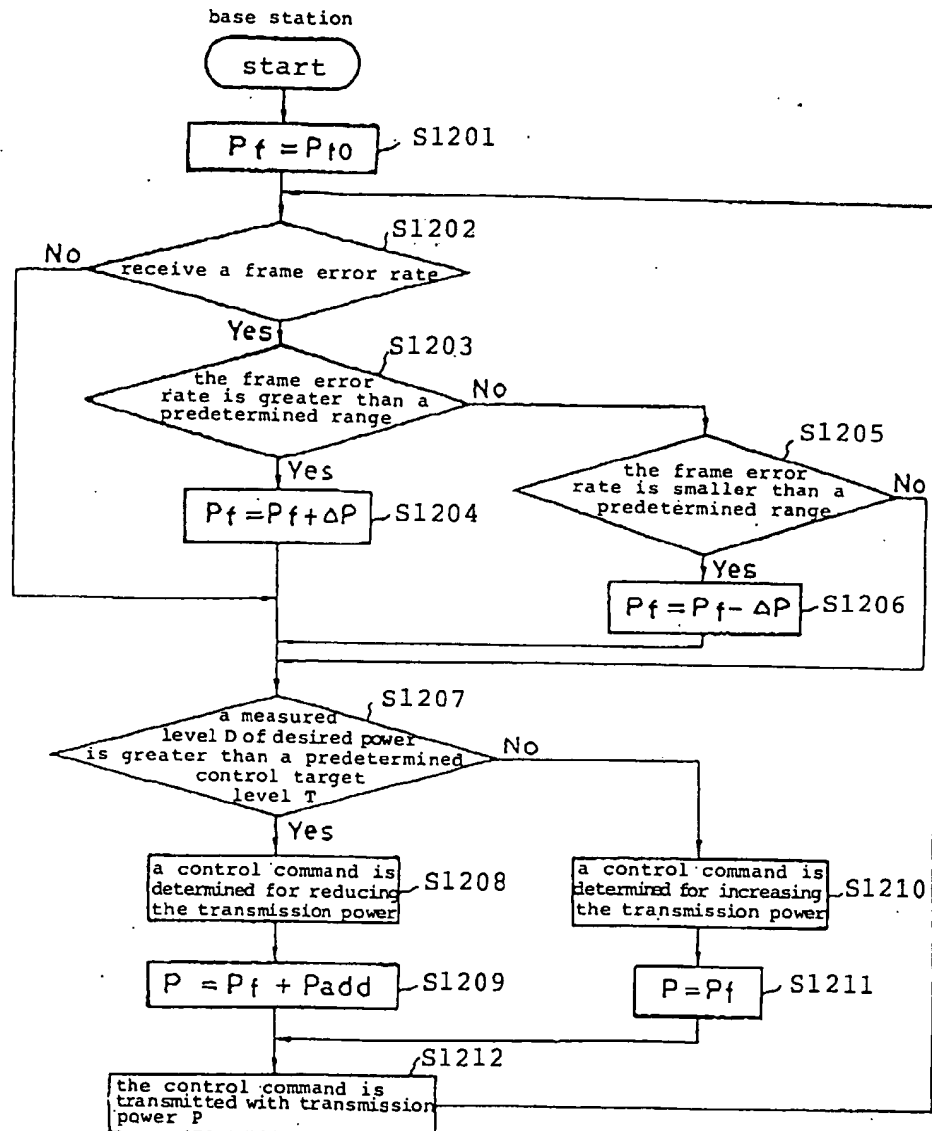 base station
start
Pf = Pf0
S1201
S1202
No
receive a frame error rate
Yes
S1203
the frame error
rate is greater than a
predetermined range
No
S1205
the frame error
rate is smaller than a
predetermined range
No
Yes
Pf = Pf + ΔP
S1204
Yes
Pf = Pf - ΔP
S1206
S1207
a measured
level D of desired power
is greater than a predetermined
control target
level T
No
Yes
a control command is
determined for reducing
the transmission power
S1208
a control command is
determined for increasing
the transmission power
S1210
P = Pf + Padd
S1209
P = Pf
S1211
S1212
the control command is
transmitted with transmission
power P